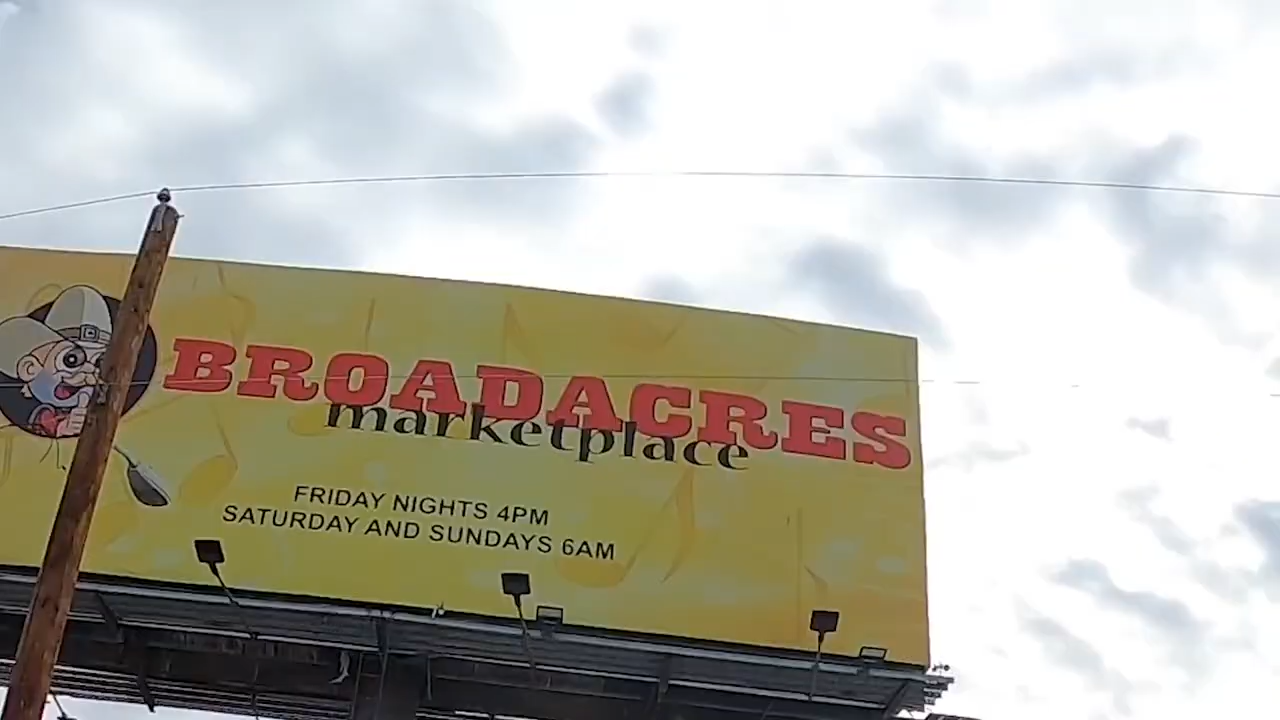 BROADACRES
marketplace
FRIDAY NIGHTS 4PM
SATURDAY AND SUNDAYS 6AM